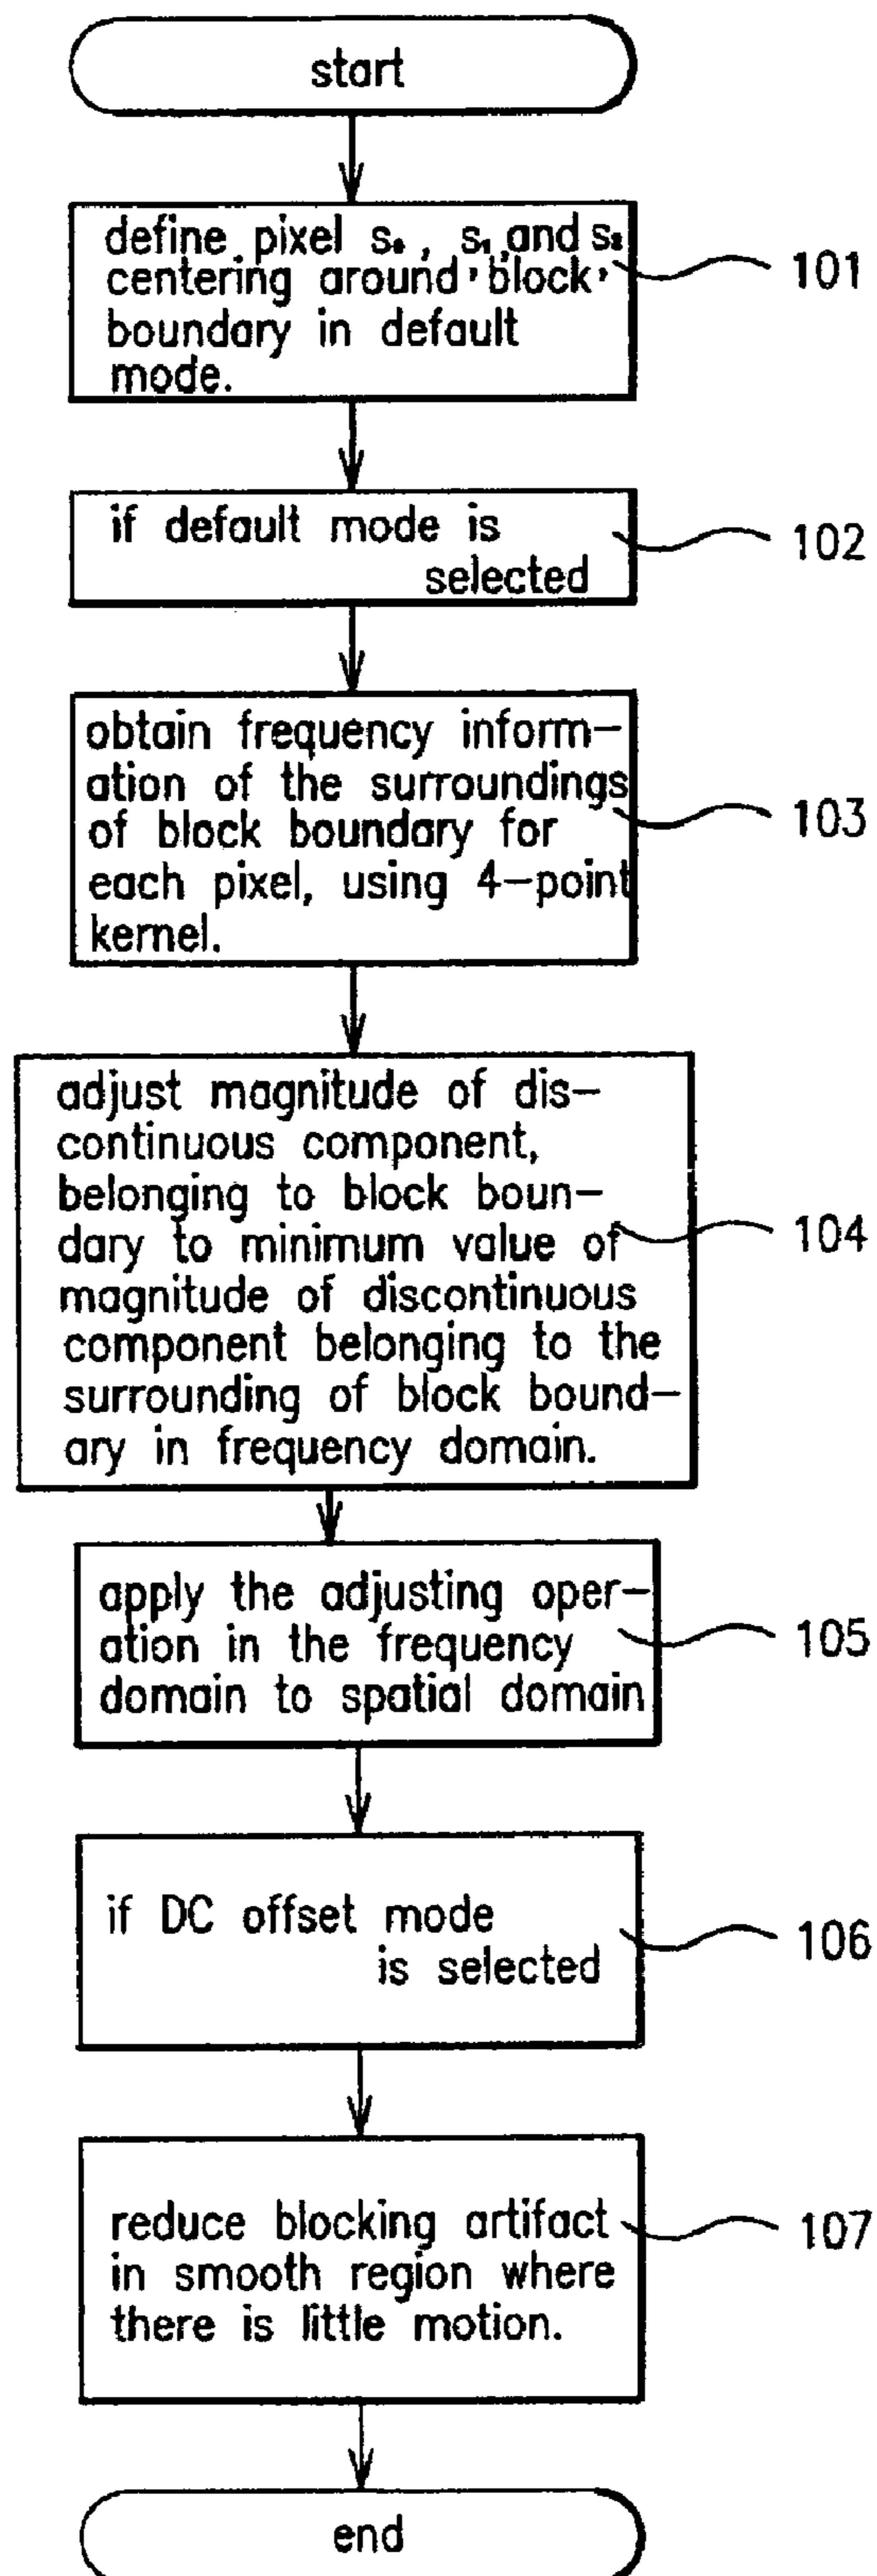 start
define pixel s₀, s₁, and s₂
centering around 'block'
boundary in default
mode.
101
if default mode is
selected
102
obtain frequency inform-
ation of the surroundings
of block boundary for
each pixel, using 4-point
kernel.
103
adjust magnitude of dis-
continuous component,
belonging to block boun-
dary to minimum value of
magnitude of discontinuous
component belonging to the
surrounding of block bound-
ary in frequency domain.
104
apply the adjusting oper-
ation in the frequency
domain to spatial domain
105
if DC offset mode
is selected
106
reduce blocking artifact
in smooth region where
there is little motion.
107
end